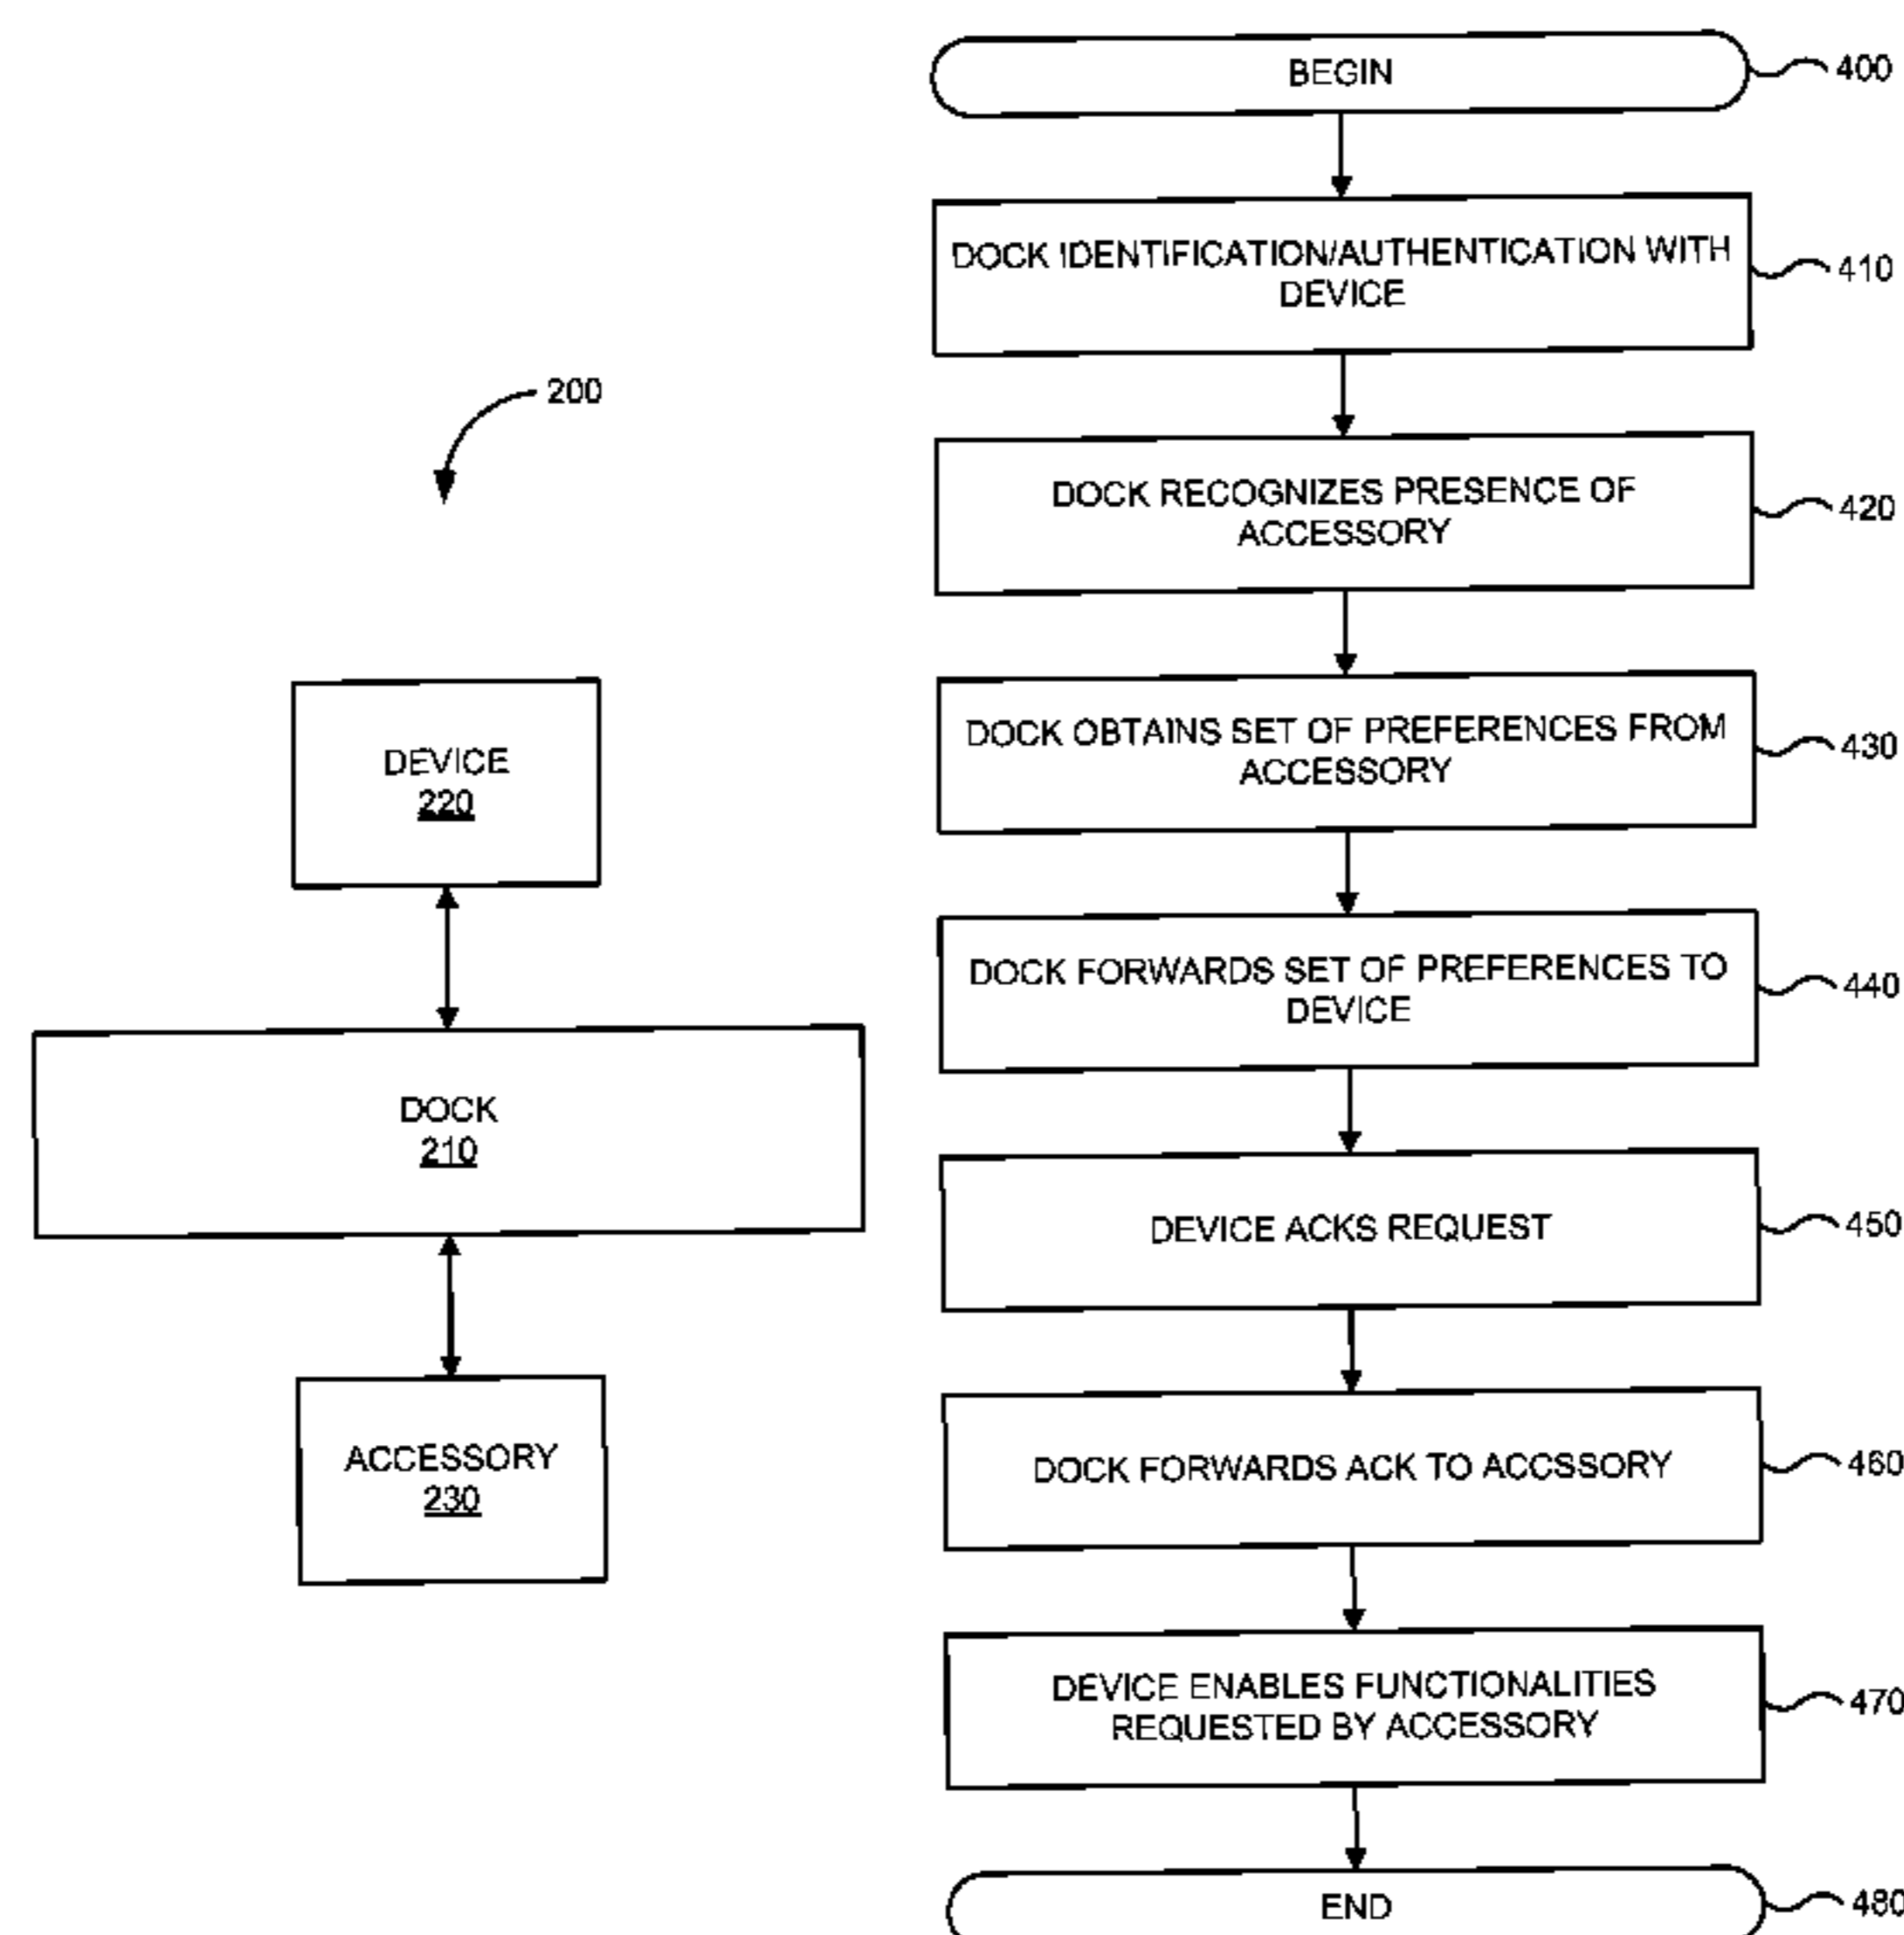 200
DEVICE
220
DOCK
210
ACCESSORY
230
BEGIN
400
DOCK IDENTIFICATION/AUTHENTICATION WITH
DEVICE
410
DOCK RECOGNIZES PRESENCE OF
ACCESSORY
420
DOCK OBTAINS SET OF PREFERENCES FROM
ACCESSORY
430
DOCK FORWARDS SET OF PREFERENCES TO
DEVICE
440
DEVICE ACKS REQUEST
450
DOCK FORWARDS ACK TO ACCSSORY
460
DEVICE ENABLES FUNCTIONALITIES
REQUESTED BY ACCESSORY
470
END
480